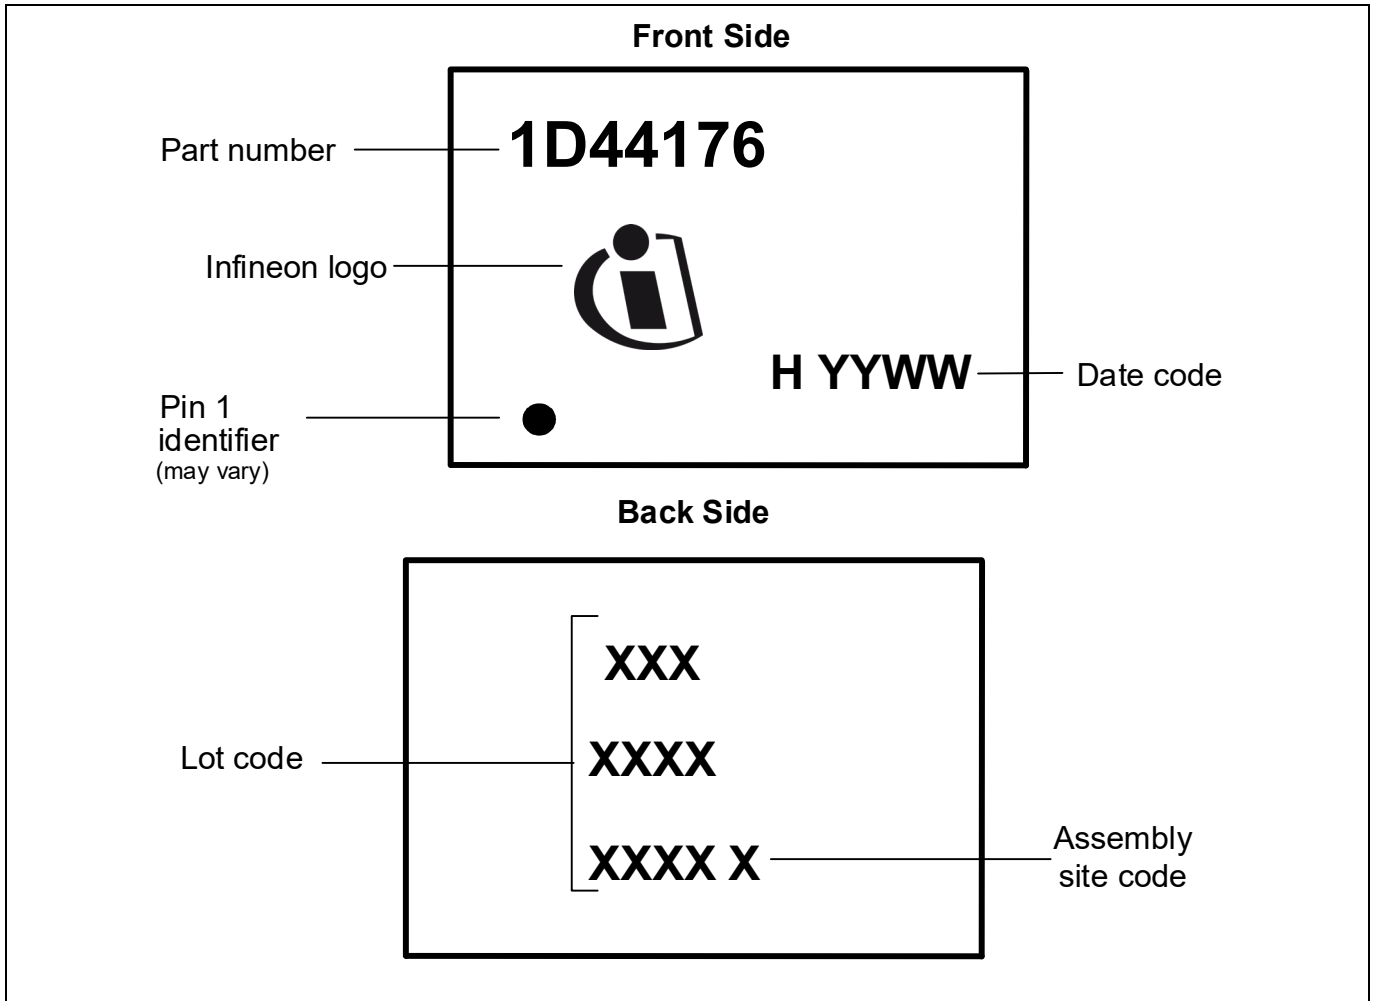 Front Side
Part number
1D44176
Infineon logo
H YYWW
Date code
Pin 1
identifier
(may vary)
Back Side
XXX
Lot code
XXXX
XXXX X
Assembly
site code